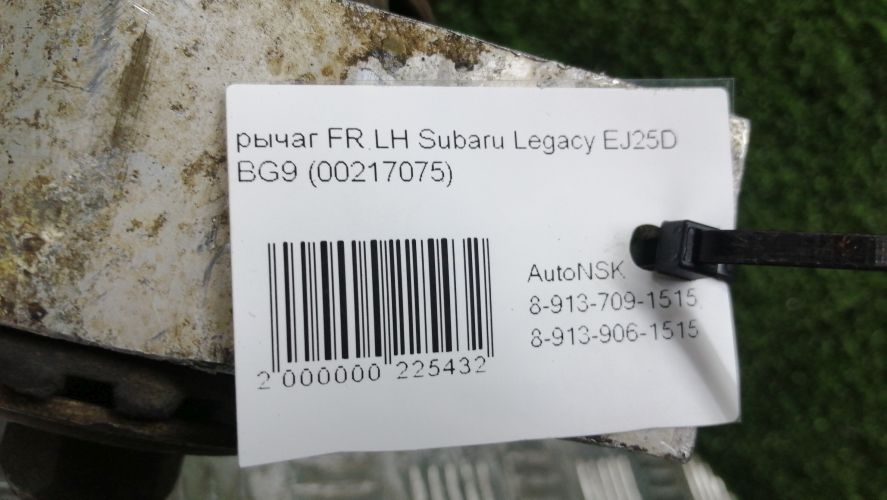 рычаг FR LH Subaru Legacy EJ25D
BG9 (00217075)
AutoNSK
8-913-709-1515
8-913-906-1515
2 000000 225432